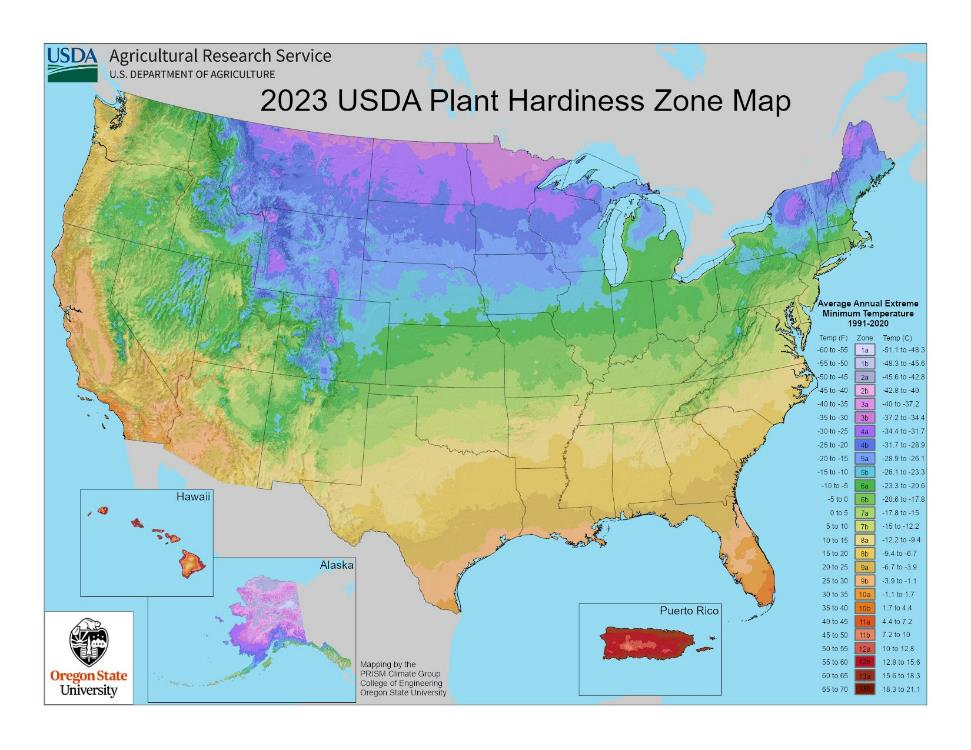 USDA
Agricultural Research Service
U.S. DEPARTMENT OF AGRICULTURE
2023 USDA Plant Hardiness Zone Map
Average Annual Extreme
Minimum Temperature
1991-2020
Temp (F) Zone Temp (C)
-60 to -55 1a -51.1 to -48.3
-55 to -50 1b -48.3 to -45.6
-50 to -45 2a -45.6 to -42.8
-45 to -40 2b -42.8 to -40
-40 to -35 3a -40 to -37.2
-35 to -30 3b -37.2 to -34.4
-30 to -25 4a -34.4 to -31.7
-25 to -20 4b -31.7 to -28.9
-20 to -15 5a -28.9 to -26.1
-15 to -10 5b -26.1 to -23.3
-10 to -5 6a -23.3 to -20.6
-5 to 0 6b -20.6 to -17.8
0 to 5 7a -17.8 to -15
5 to 10 7b -15 to -12.2
10 to 15 8a -12.2 to -9.4
15 to 20 8b -9.4 to -6.7
20 to 25 9a -6.7 to -3.9
25 to 30 9b -3.9 to -1.1
30 to 35 10a -1.1 to 1.7
35 to 40 10b 1.7 to 4.4
40 to 45 11a 4.4 to 7.2
45 to 50 11b 7.2 to 10
50 to 55 12a 10 to 12.8
55 to 60 12b 12.8 to 15.6
60 to 65 13a 15.6 to 18.3
65 to 70 13b 18.3 to 21.1
Hawaii
Alaska
Puerto Rico
Oregon State
University
Mapping by the
PRISM Climate Group
College of Engineering
Oregon State University